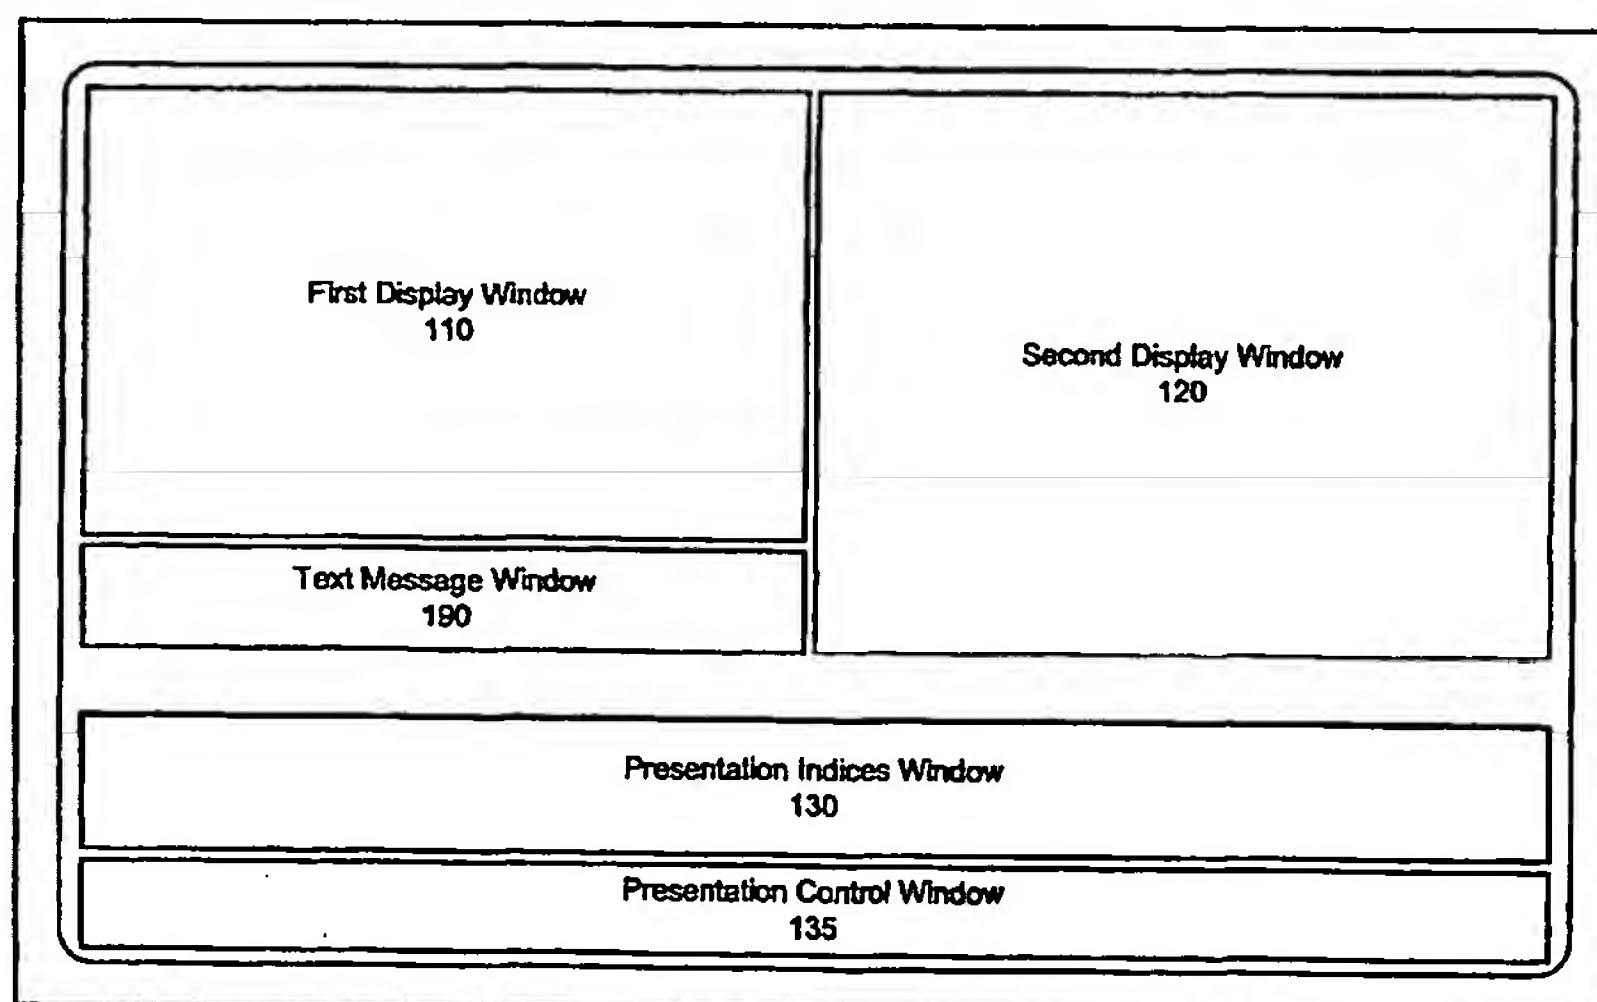 First Display Window
110
Second Display Window
120
Text Message Window
190
Presentation Indices Window
130
Presentation Control Window
135